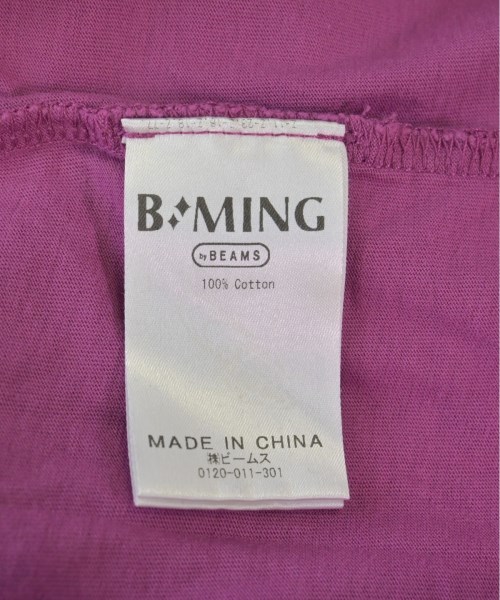 B MING
by BEAMS
100% Cotton
MADE IN CHINA
㈱ビームス
0120-011-301